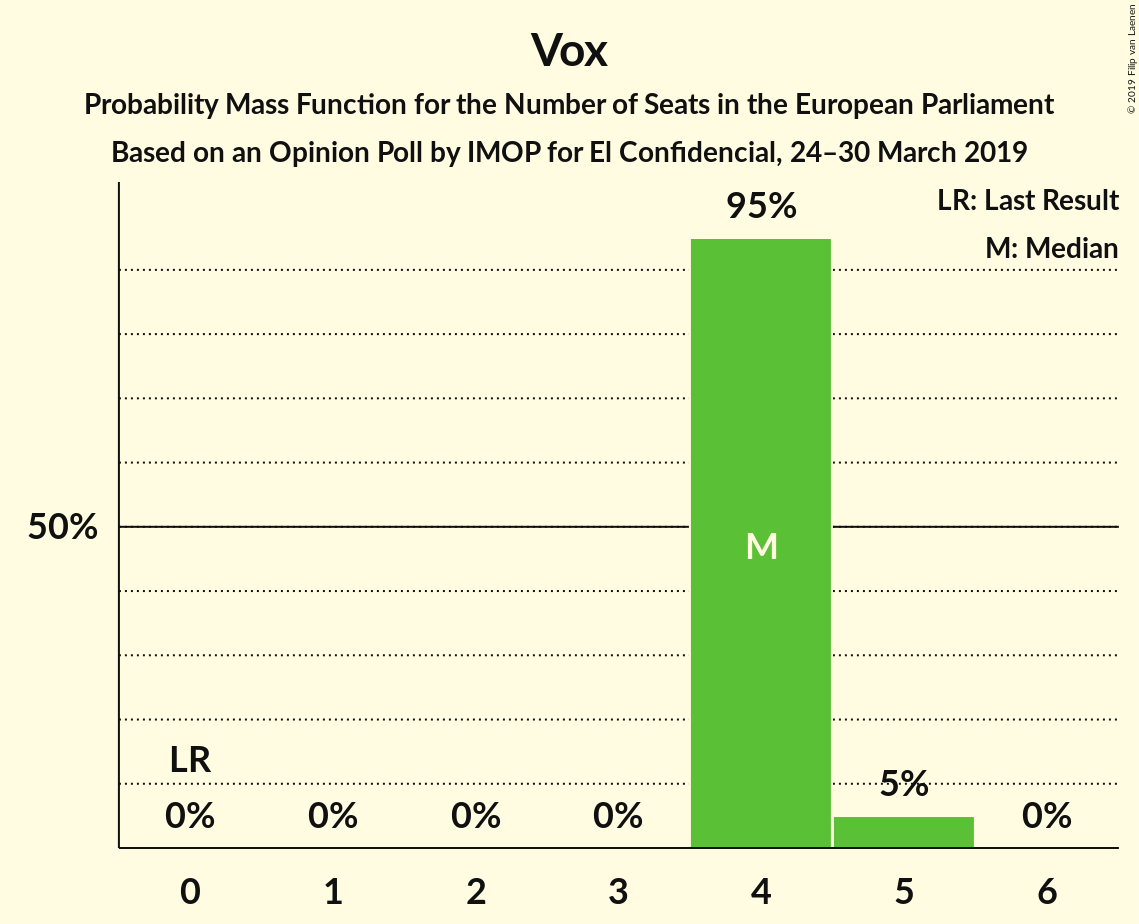 Vox
Probability Mass Function for the Number of Seats in the European Parliament
Based on an Opinion Poll by IMOP for El Confidencial, 24–30 March 2019
© 2019 Filip van Laenen
LR: Last Result
M: Median
95%
50%
M
LR
5%
0%
0%
0%
0%
0%
0
1
2
3
4
5
6